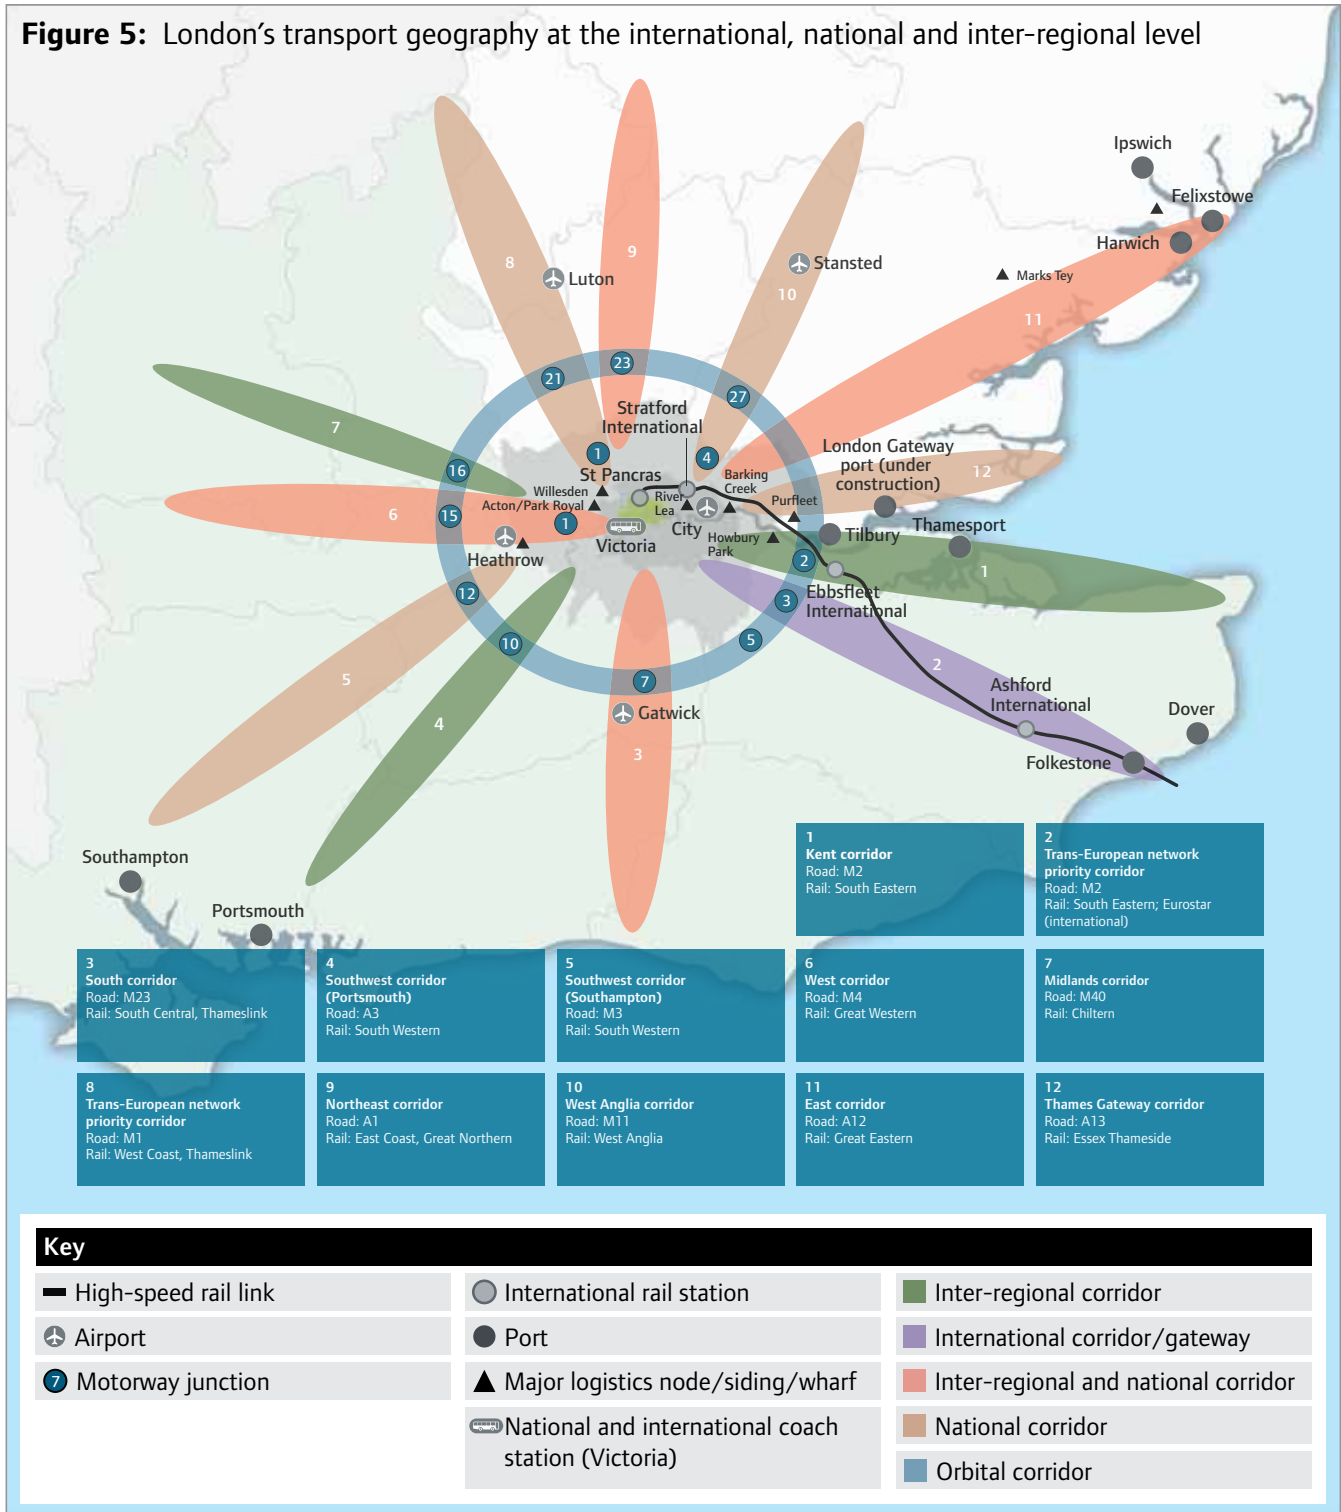 Figure 5: London's transport geography at the international, national and inter-regional level
Ipswich
Felixstowe
Harwich
Marks Tey
9
8
Luton
Stansted
10
11
23
21
27
Stratford
International
7
London Gateway
port (under
construction)
12
1
4
16
St Pancras
Barking
Creek
Willesden
Acton/Park Royal
River
Lea
Purfleet
6
15
1
City
Victoria
Howbury
Park
Tilbury
Thamesport
Heathrow
2
1
12
3
Ebbsfleet
International
10
5
5
2
7
Ashford
International
4
Gatwick
Dover
3
Folkestone
Southampton
Portsmouth
1
Kent corridor
Road: M2
Rail: South Eastern
2
Trans-European network
priority corridor
Road: M2
Rail: South Eastern; Eurostar
(international)
3
South corridor
Road: M23
Rail: South Central, Thameslink
4
Southwest corridor
(Portsmouth)
Road: A3
Rail: South Western
5
Southwest corridor
(Southampton)
Road: M3
Rail: South Western
6
West corridor
Road: M4
Rail: Great Western
7
Midlands corridor
Road: M40
Rail: Chiltern
8
Trans-European network
priority corridor
Road: M1
Rail: West Coast, Thameslink
9
Northeast corridor
Road: A1
Rail: East Coast, Great Northern
10
West Anglia corridor
Road: M11
Rail: West Anglia
11
East corridor
Road: A12
Rail: Great Eastern
12
Thames Gateway corridor
Road: A13
Rail: Essex Thameside
Key
High-speed rail link
Airport
7 Motorway junction
International rail station
Port
Major logistics node/siding/wharf
National and international coach
station (Victoria)
Inter-regional corridor
International corridor/gateway
Inter-regional and national corridor
National corridor
Orbital corridor